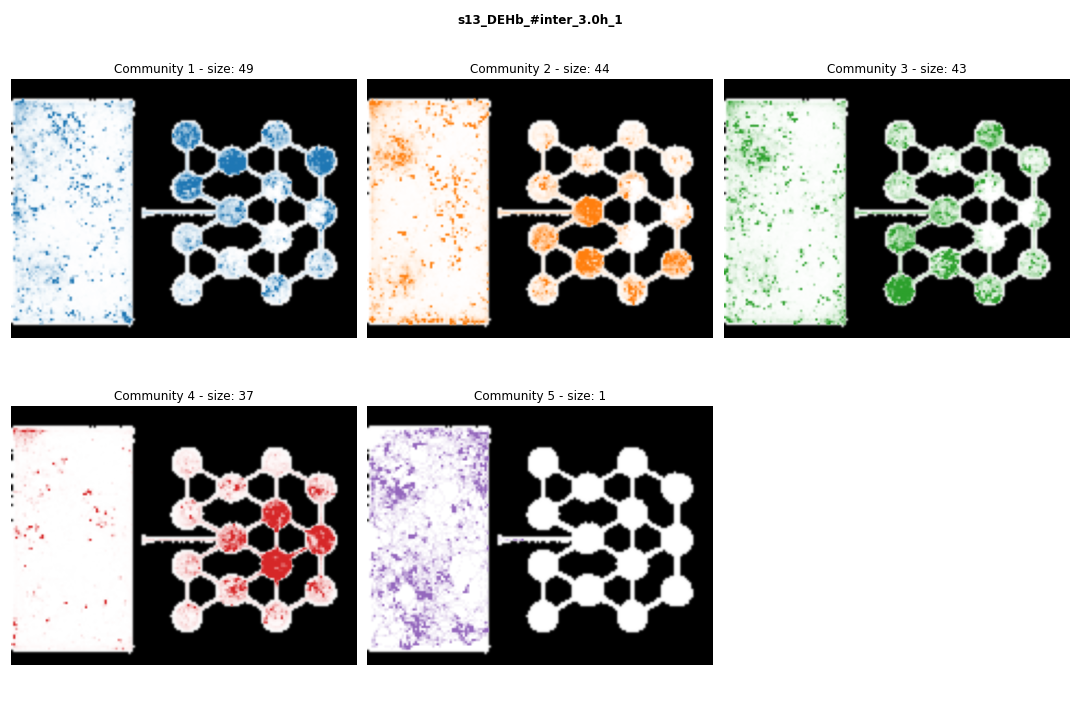 s13_DEHb_#inter_3.0h_1
Community 1 - size: 49
Community 2 - size: 44
Community 3 - size: 43
Community 4 - size: 37
Community 5 - size: 1